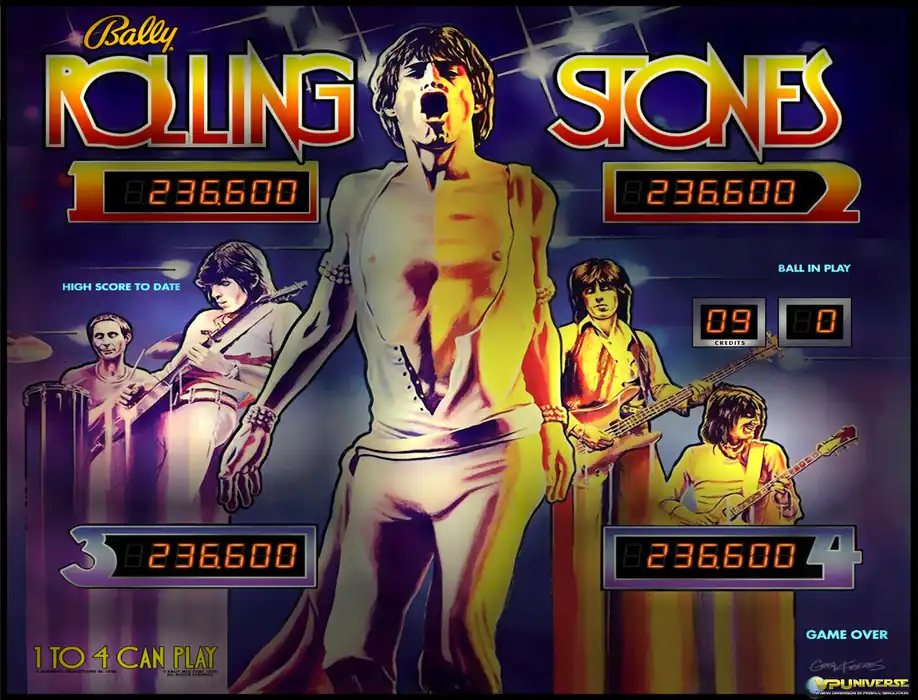 Bally
ROLLING STONES
1 236,600
236,600 2
HIGH SCORE TO DATE
BALL IN PLAY
09 0
CREDITS
3 236,600
236,600 4
GAME OVER
1 TO 4 CAN PLAY
VPUNIVERSE